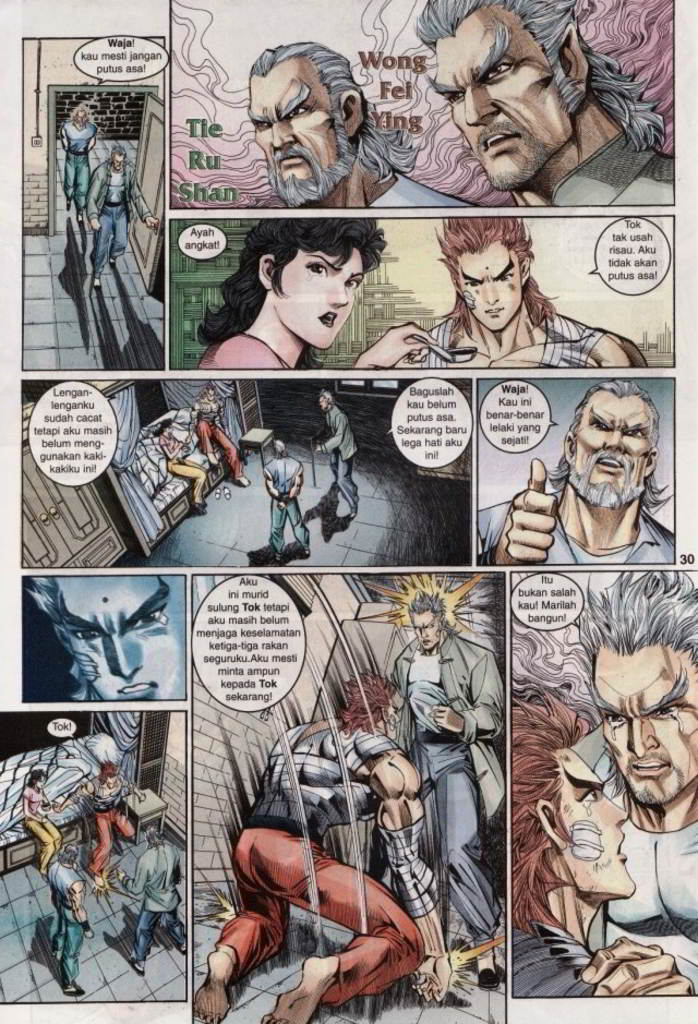 Waja!
kau mesti jangan
putus asa!
Tie
Ru
Shan
Wong
Fei
Ying
Ayah
angkat!
Tok
tak usah
risau. Aku
tidak akan
putus asa!
Lengan-
lenganku
sudah cacat
tetapi aku masih
belum meng-
gunakan kaki-
kakiku ini!
Baguslah
kau belum
putus asa.
Sekarang baru
lega hati aku
ini!
Waja!
Kau ini
benar-benar
lelaki yang
sejati!
30
Tok!
Aku
ini murid
sulung Tok tetapi
aku masih belum
menjaga keselamatan
ketiga-tiga rakan
seguruku.Aku mesti
minta ampun
kepada Tok
sekarang!
Itu
bukan salah
kau! Marilah
bangun!